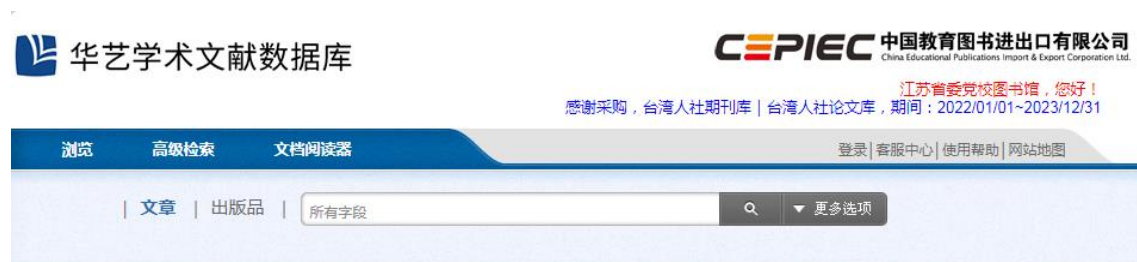 华艺学术文献数据库
CEPIEC 中国教育图书进出口有限公司
China Educational Publications Import & Export Corporation Ltd.
江苏省委党校图书馆，您好！
感谢采购，台湾人社期刊库 | 台湾人社论文库，期间：2022/01/01~2023/12/31
浏览 高级检索 文档阅读器 登录| 客服中心| 使用帮助| 网站地图
| 文章 | 出版品 | 所有字段 ▼ 更多选项